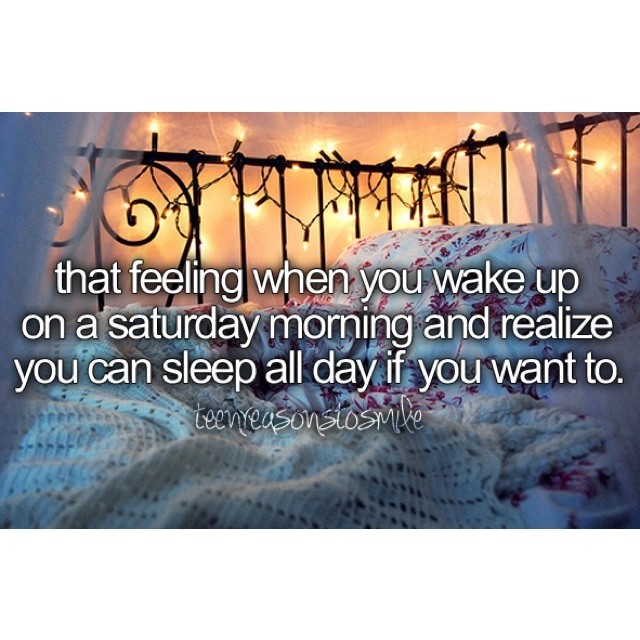 that feeling when you wake up
on a saturday morning and realize
you can sleep all day if you want to.
teenreasonstosmile